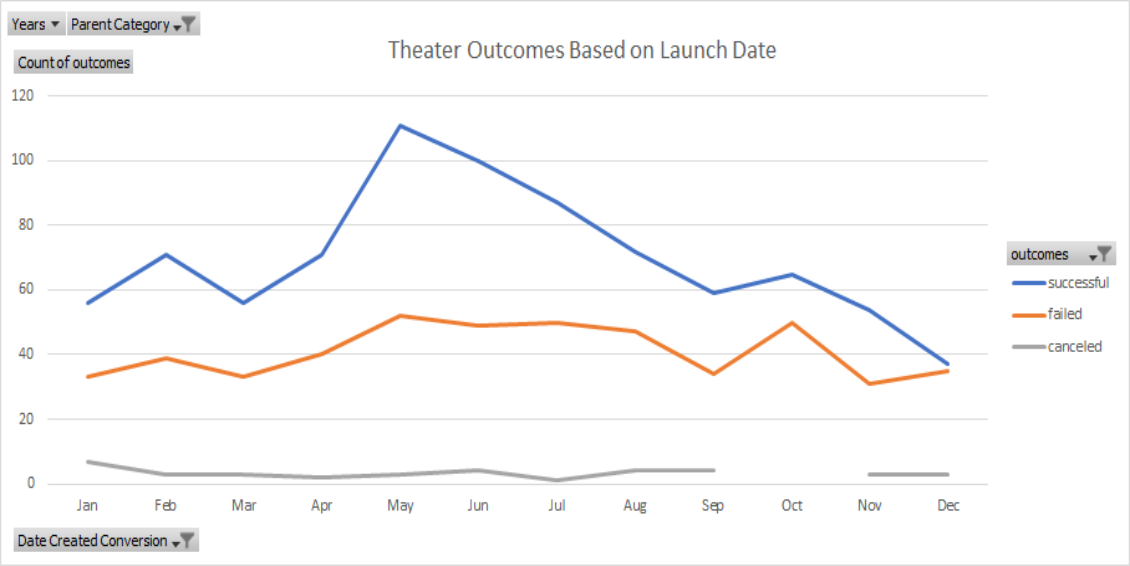 Years Parent Category
Theater Outcomes Based on Launch Date
Count of outcomes
120
100
80
60
40
20
0
Jan Feb Mar Apr May Jun Jul Aug Sep Oct Nov Dec
outcomes
successful
failed
canceled
Date Created Conversion